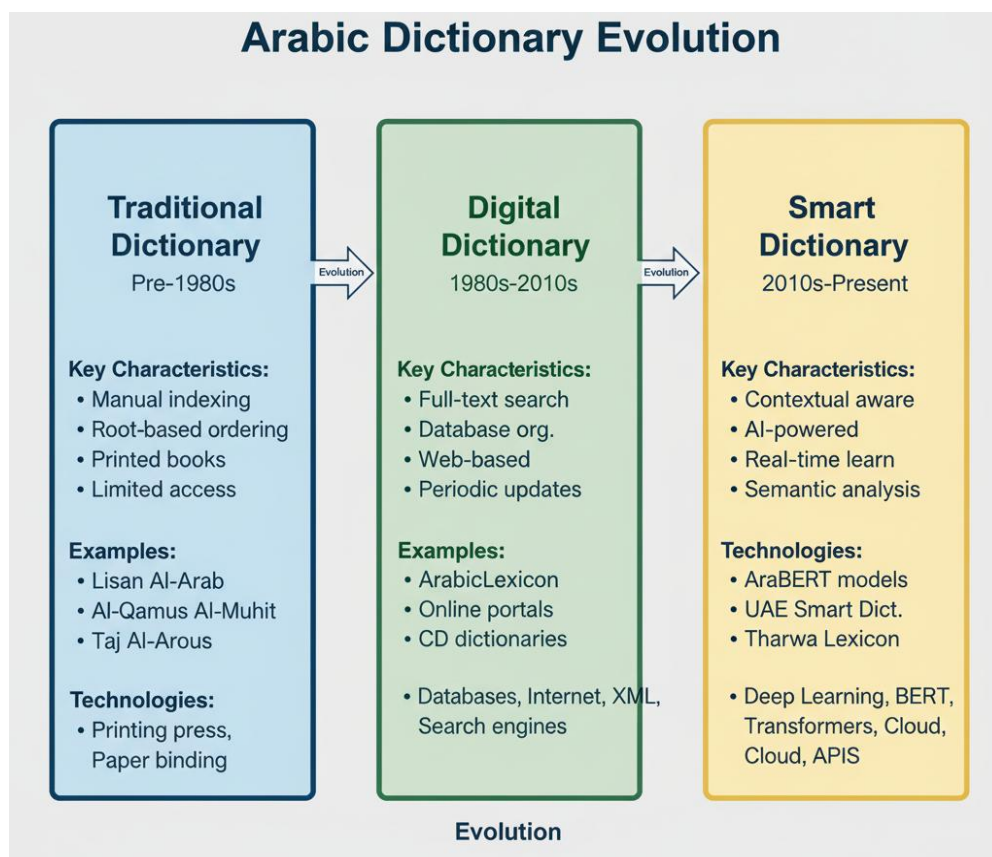 Arabic Dictionary Evolution
Traditional
Dictionary
Pre-1980s
Key Characteristics:
• Manual indexing
• Root-based ordering
• Printed books
• Limited access
Examples:
• Lisan Al-Arab
• Al-Qamus Al-Muhit
• Taj Al-Arous
Technologies:
• Printing press,
Paper binding
Evolution
Digital
Dictionary
1980s-2010s
Key Characteristics:
• Full-text search
• Database org.
• Web-based
• Periodic updates
Examples:
• ArabicLexicon
• Online portals
• CD dictionaries
• Databases, Internet, XML,
Search engines
Evolution
Smart
Dictionary
2010s-Present
Key Characteristics:
• Contextual aware
• AI-powered
• Real-time learn
• Semantic analysis
Technologies:
• AraBERT models
• UAE Smart Dict.
• Tharwa Lexicon
• Deep Learning, BERT,
Transformers, Cloud,
Cloud, APIS
Evolution